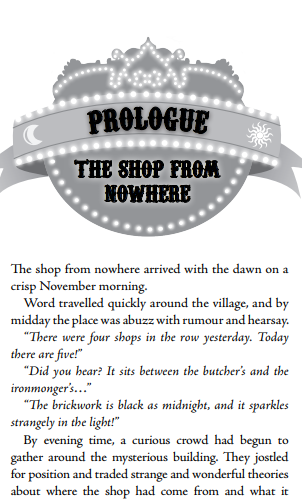 PROLOGUE
THE SHOP FROM
NOWHERE
The shop from nowhere arrived with the dawn on a
crisp November morning.
Word travelled quickly around the village, and by
midday the place was abuzz with rumour and hearsay.
“There were four shops in the row yesterday. Today
there are five!”
“Did you hear? It sits between the butcher’s and the
ironmonger’s…”
“The brickwork is black as midnight, and it sparkles
strangely in the light!”
By evening time, a curious crowd had begun to
gather around the mysterious building. They jostled
for position and traded strange and wonderful theories
about where the shop had come from and what it